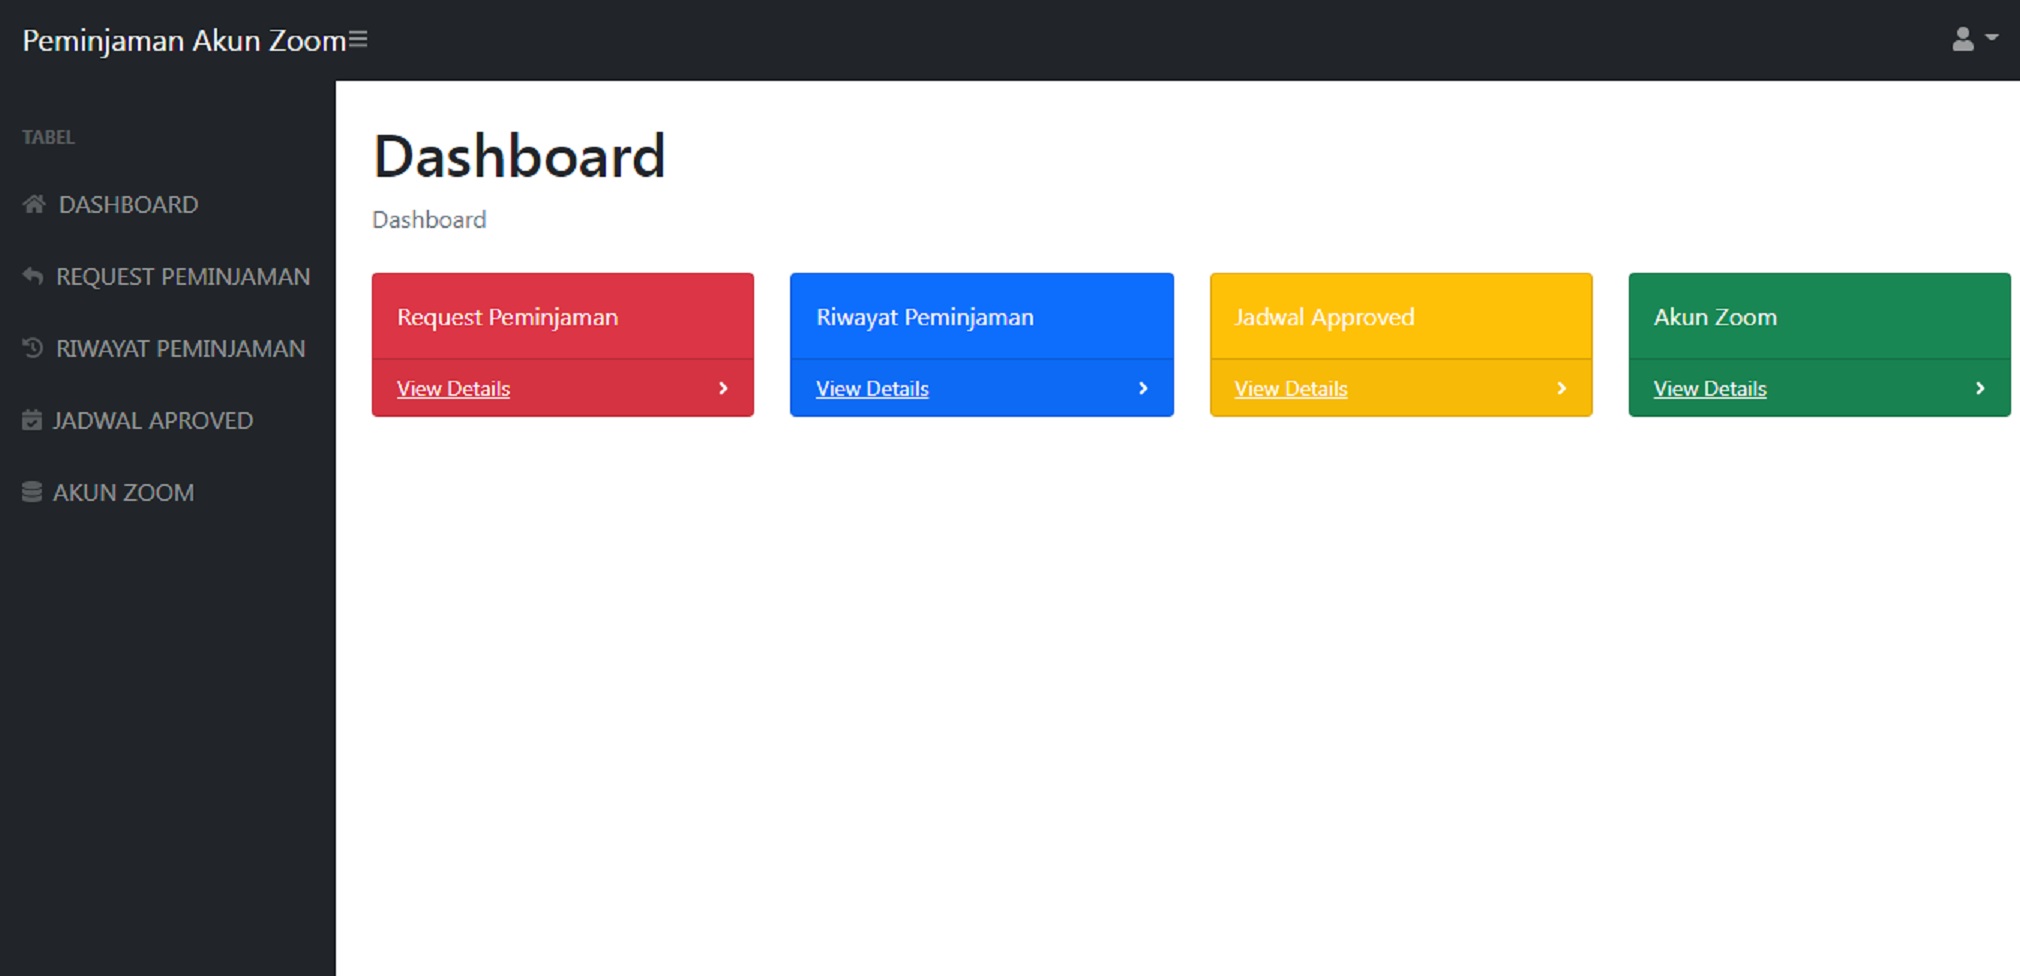 Peminjaman Akun Zoom
TABEL
DASHBOARD
REQUEST PEMINJAMAN
RIWAYAT PEMINJAMAN
JADWAL APROVED
AKUN ZOOM
Dashboard
Dashboard
Request Peminjaman
View Details
Riwayat Peminjaman
View Details
Jadwal Approved
View Details
Akun Zoom
View Details